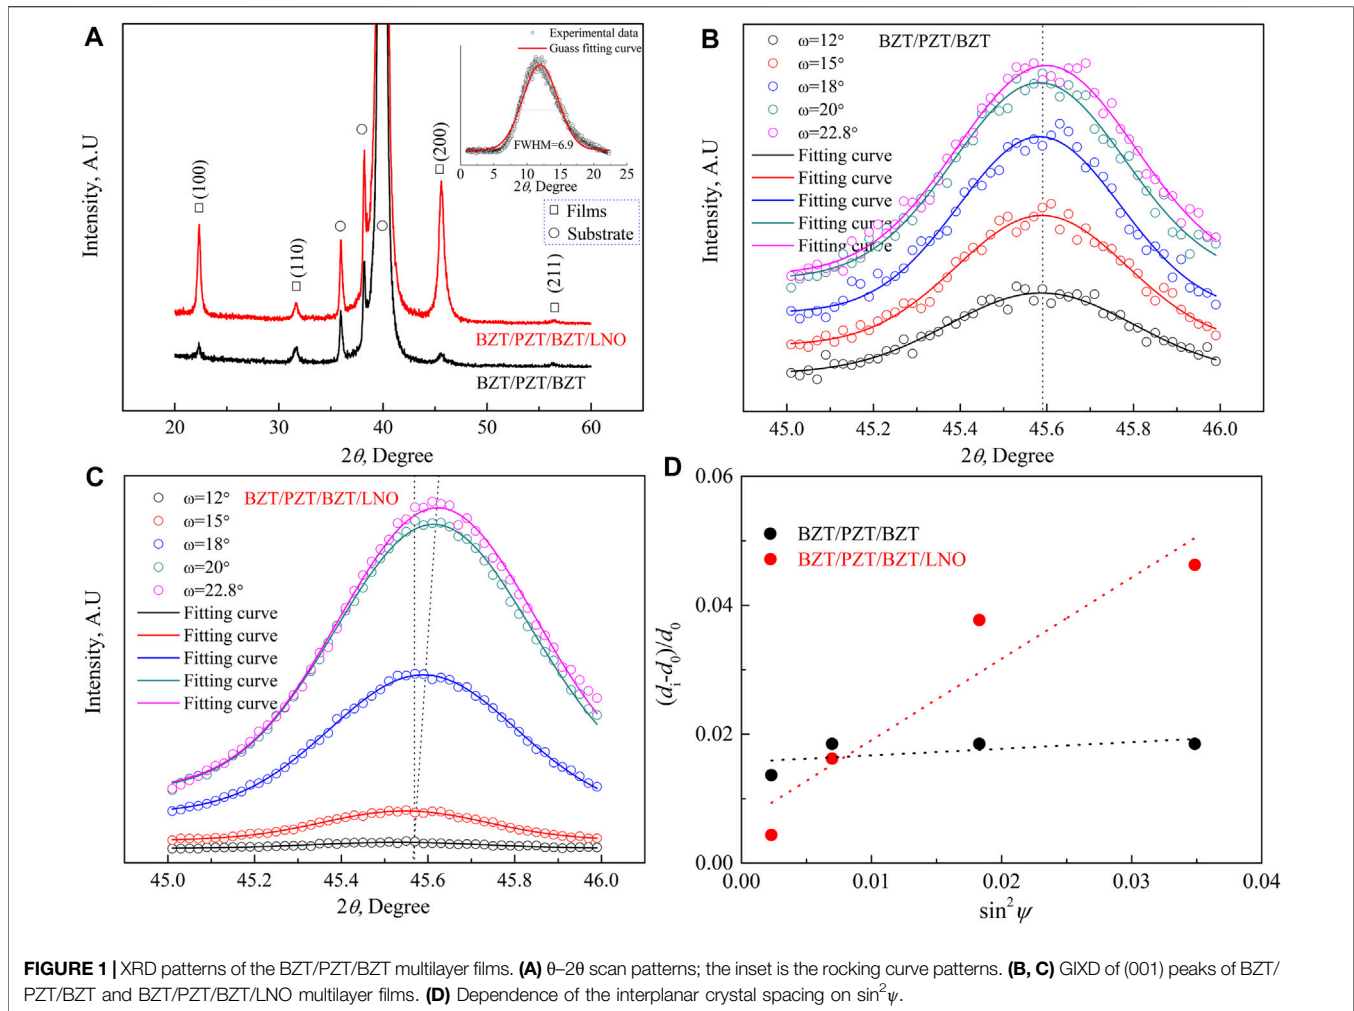 A
Intensity, A.U
(100)
(110)
(200)
(211)
Experimental data
Guass fitting curve
FWHM=6.9
0 5 10 15 20 25
2θ, Degree
Films
Substrate
BZT/PZT/BZT/LNO
BZT/PZT/BZT
20 30 40 50 60
2θ, Degree
B
Intensity, A.U
ω=12° BZT/PZT/BZT
ω=15°
ω=18°
ω=20°
ω=22.8°
Fitting curve
Fitting curve
Fitting curve
Fitting curve
Fitting curve
45.0 45.2 45.4 45.6 45.8 46.0
2θ, Degree
C
Intensity, A.U
ω=12° BZT/PZT/BZT/LNO
ω=15°
ω=18°
ω=20°
ω=22.8°
Fitting curve
Fitting curve
Fitting curve
Fitting curve
Fitting curve
45.0 45.2 45.4 45.6 45.8 46.0
2θ, Degree
D
(dᵢ-d₀)/d₀
0.06
0.04
0.02
0.00
BZT/PZT/BZT
BZT/PZT/BZT/LNO
0.00 0.01 0.02 0.03 0.04
sin²ψ
FIGURE 1 | XRD patterns of the BZT/PZT/BZT multilayer films. (A) θ–2θ scan patterns; the inset is the rocking curve patterns. (B, C) GIXD of (001) peaks of BZT/
PZT/BZT and BZT/PZT/BZT/LNO multilayer films. (D) Dependence of the interplanar crystal spacing on sin²ψ.